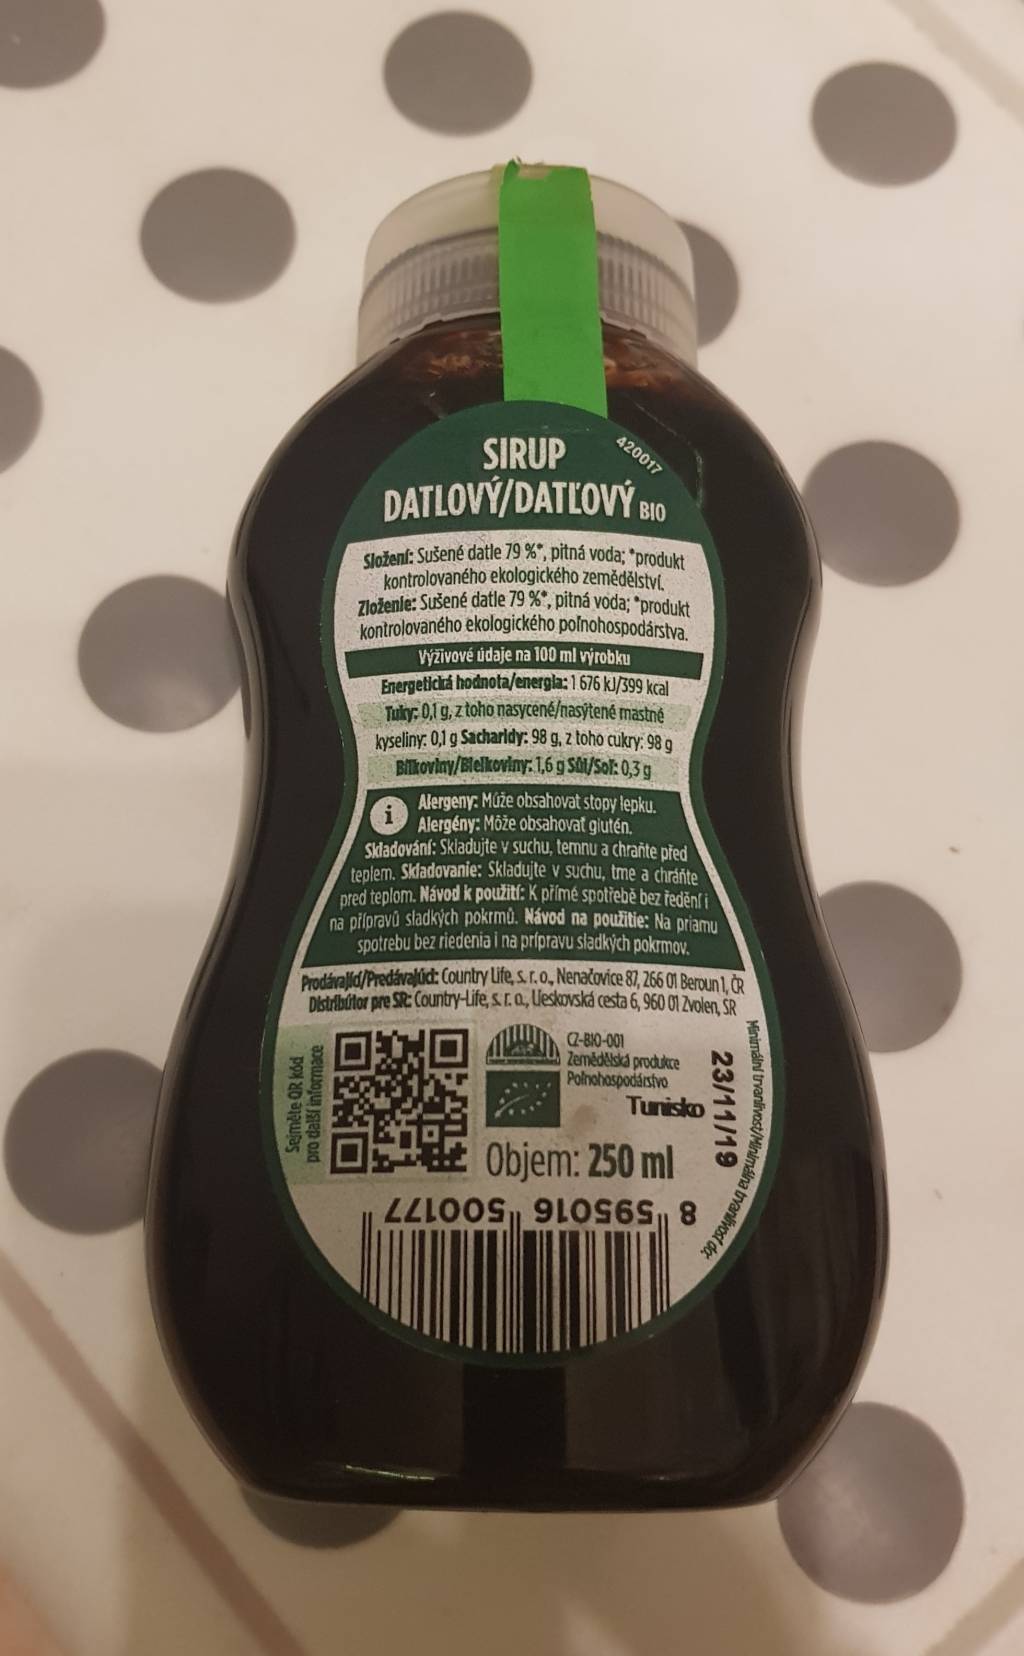 SIRUP
DATLOVÝ/DATĽOVÝ BIO
420017
Složení: Sušené datle 79 %*, pitná voda; *produkt
kontrolovaného ekologického zemědělství.
Zloženie: Sušené datle 79 %*, pitná voda; *produkt
kontrolovaného ekologického poľnohospodárstva.
Výživové údaje na 100 ml výrobku
Energetická hodnota/energia: 1 676 kJ/399 kcal
Tuky: 0,1 g, z toho nasycené/nasýtené mastné
kyseliny: 0,1 g Sacharidy: 98 g, z toho cukry: 98 g
Bílkoviny/Bielkoviny: 1,6 g Sůl/Soľ: 0,3 g
i
Alergeny: Může obsahovat stopy lepku.
Alergény: Môže obsahovať glutén.
Skladování: Skladujte v suchu, temnu a chraňte před
teplem. Skladovanie: Skladujte v suchu, tme a chráňte
pred teplom. Návod k použití: K přímé spotřebě bez ředění i
na přípravů sladkých pokrmů. Návod na použitie: Na priamu
spotrebu bez riedenia i na prípravu sladkých pokrmov.
Prodávající/Predávajúci: Country Life, s. r. o., Nenačovice 87, 266 01 Beroun 1, ČR
Distribútor pre SR: Country-Life, s. r. o., Lieskovská cesta 6, 960 01 Zvolen, SR
Sejměte QR kód
pro další informace
CZ-BIO-001
Zemědělská produkce
Poľnohospodárstvo
Tunisko
Objem: 250 ml
Minimální trvanlivost/Minimálna trvanlivosť do:
23/11/19
8 595016 500177